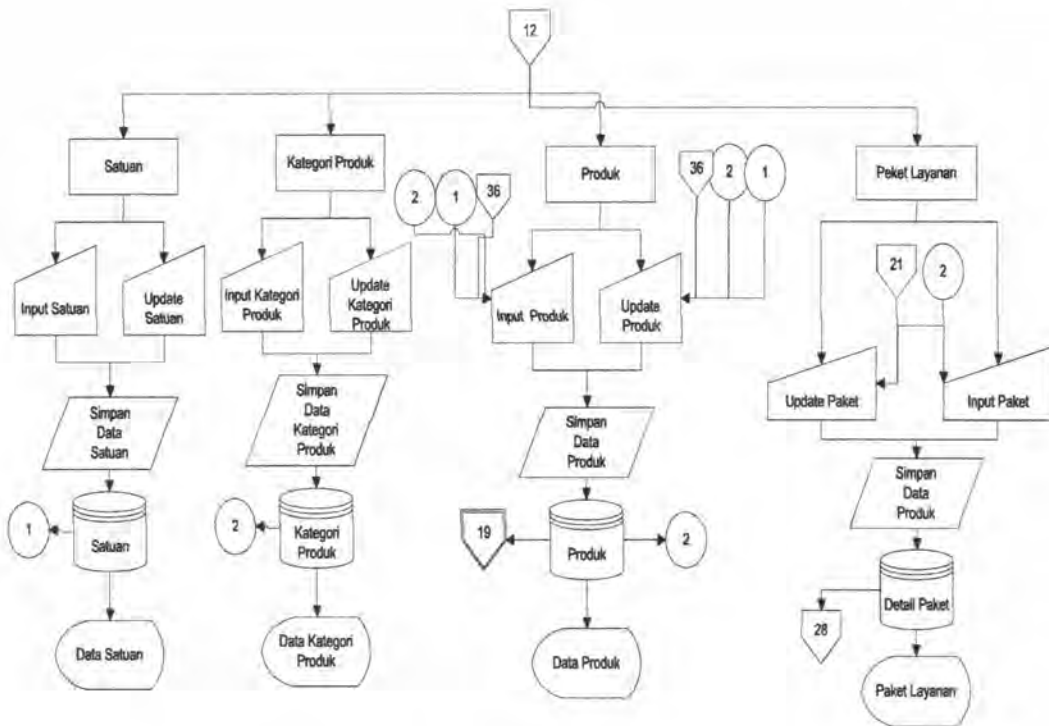 12
Satuan
Kategori Produk
Produk
Peket Layanan
2
1
36
36
2
1
21
2
Input Satuan
Update
Satuan
Input Kategori
Produk
Update
Kategori
Produk
Input Produk
Update
Produk
Update Paket
Input Paket
Simpan
Data
Satuan
Simpan
Data
Kategori
Produk
Simpan
Data
Produk
Simpan
Data
Produk
1
Satuan
2
Kategori
Produk
19
Produk
2
Detail Paket
28
Data Satuan
Data Kategori
Produk
Data Produk
Paket Layanan